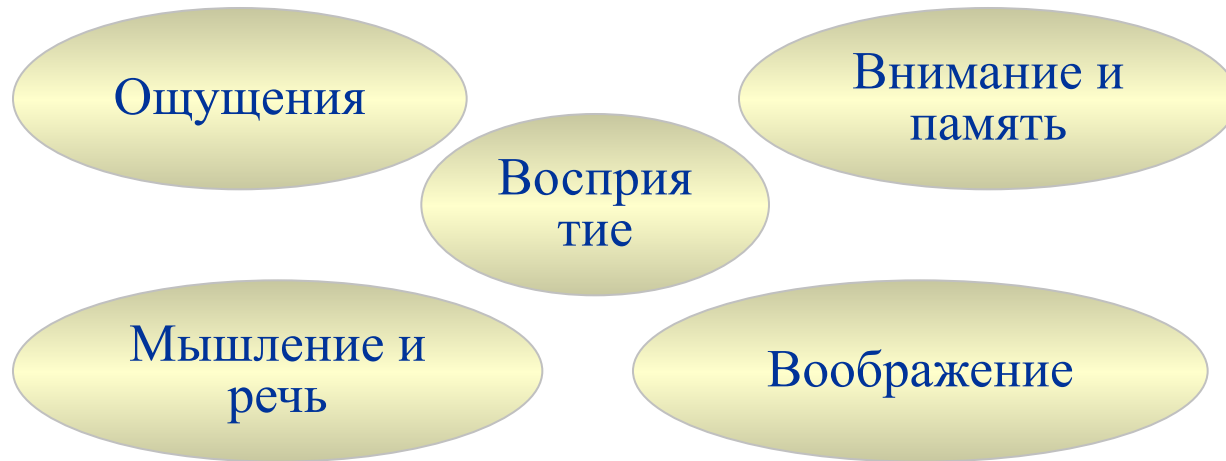 Ощущения
Внимание и
память
Восприя
тие
Мышление и
речь
Воображение